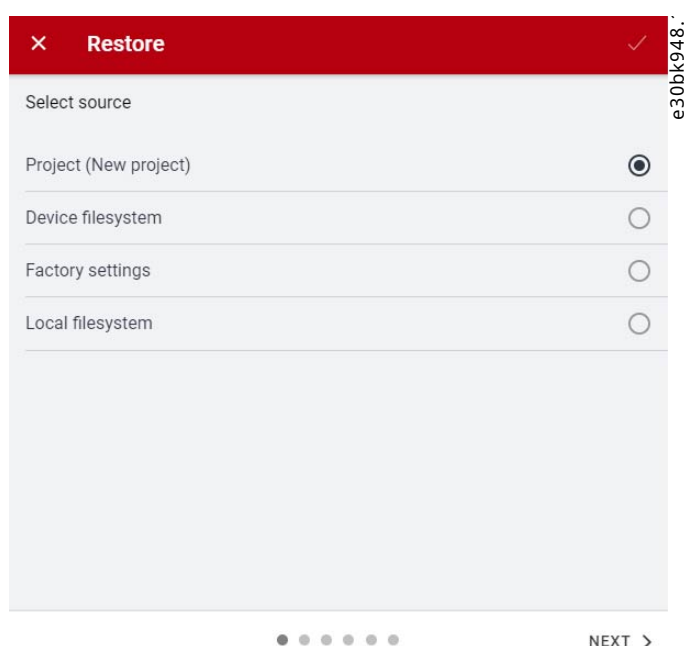 Restore
Select source
Project (New project)
Device filesystem
Factory settings
Local filesystem
NEXT
e30bk948.